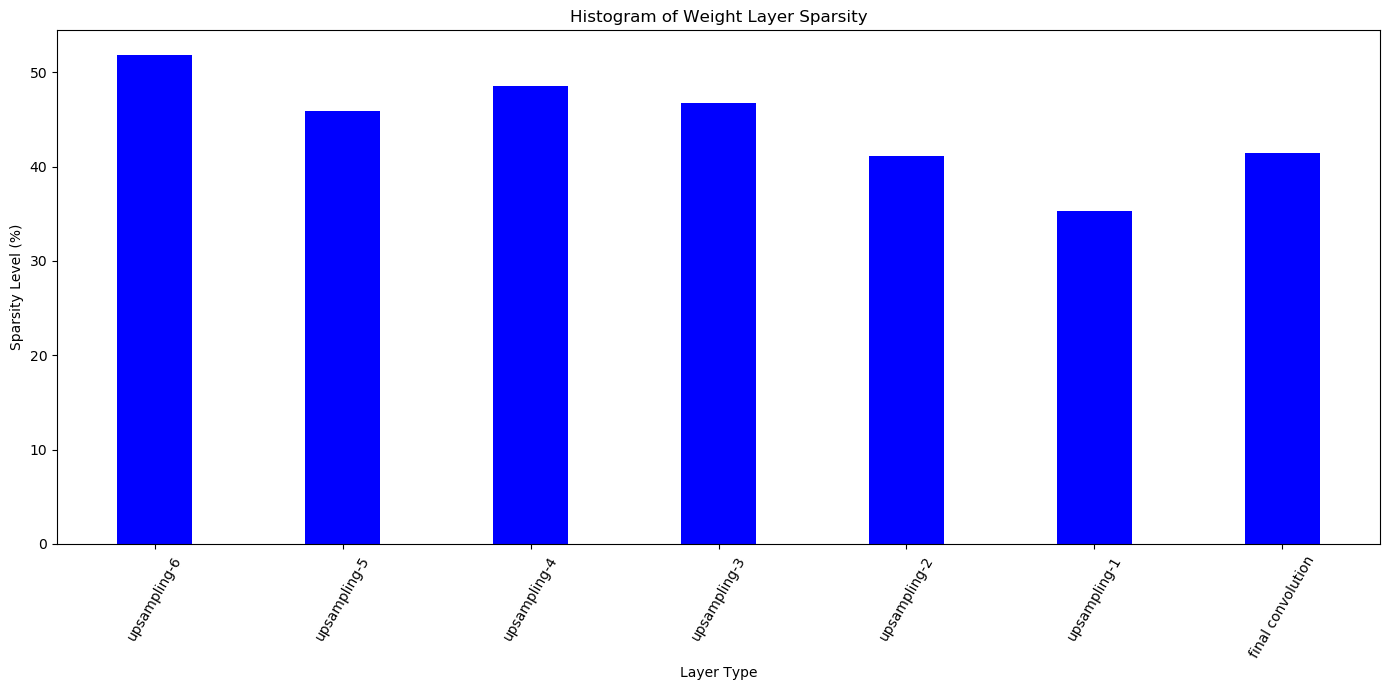 Histogram of Weight Layer Sparsity
Sparsity Level (%)
50
40
30
20
10
0
upsampling-6
upsampling-5
upsampling-4
upsampling-3
upsampling-2
upsampling-1
final convolution
Layer Type